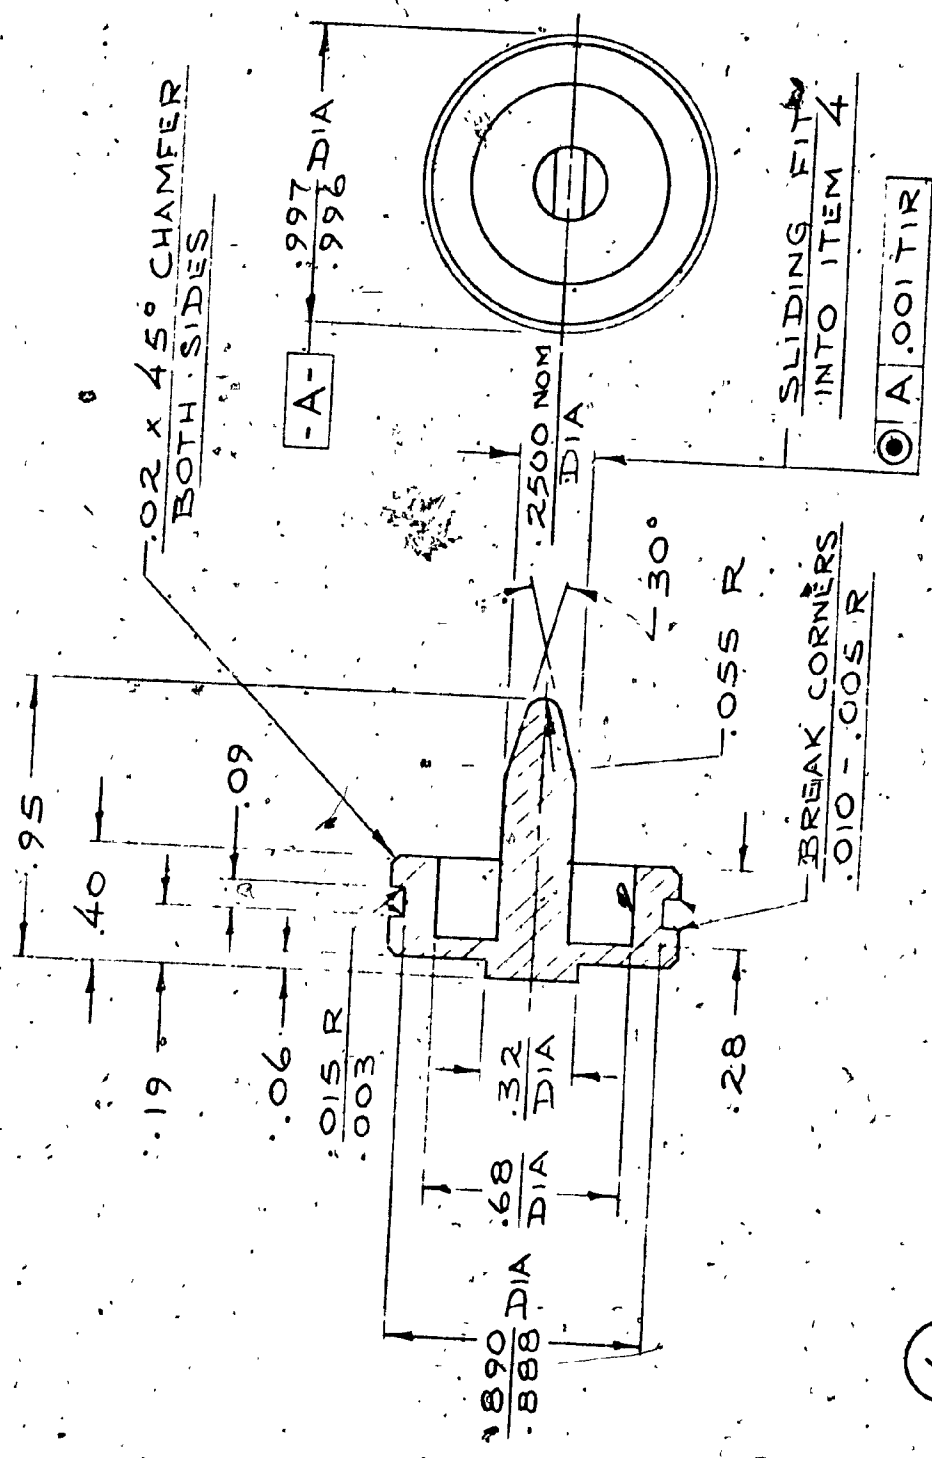 .02 x 45° CHAMFER
BOTH SIDES
.997
.996 DIA
-A-
.95
.40
.09
.19
.06
.015 R
.003
.2500 NOM
DIA
30°
.055 R
SLIDING FIT
INTO ITEM 4
A .001 TIR
BREAK CORNERS
.010 - .005 R
.32
DIA
.68
DIA
.890
.888 DIA
.28